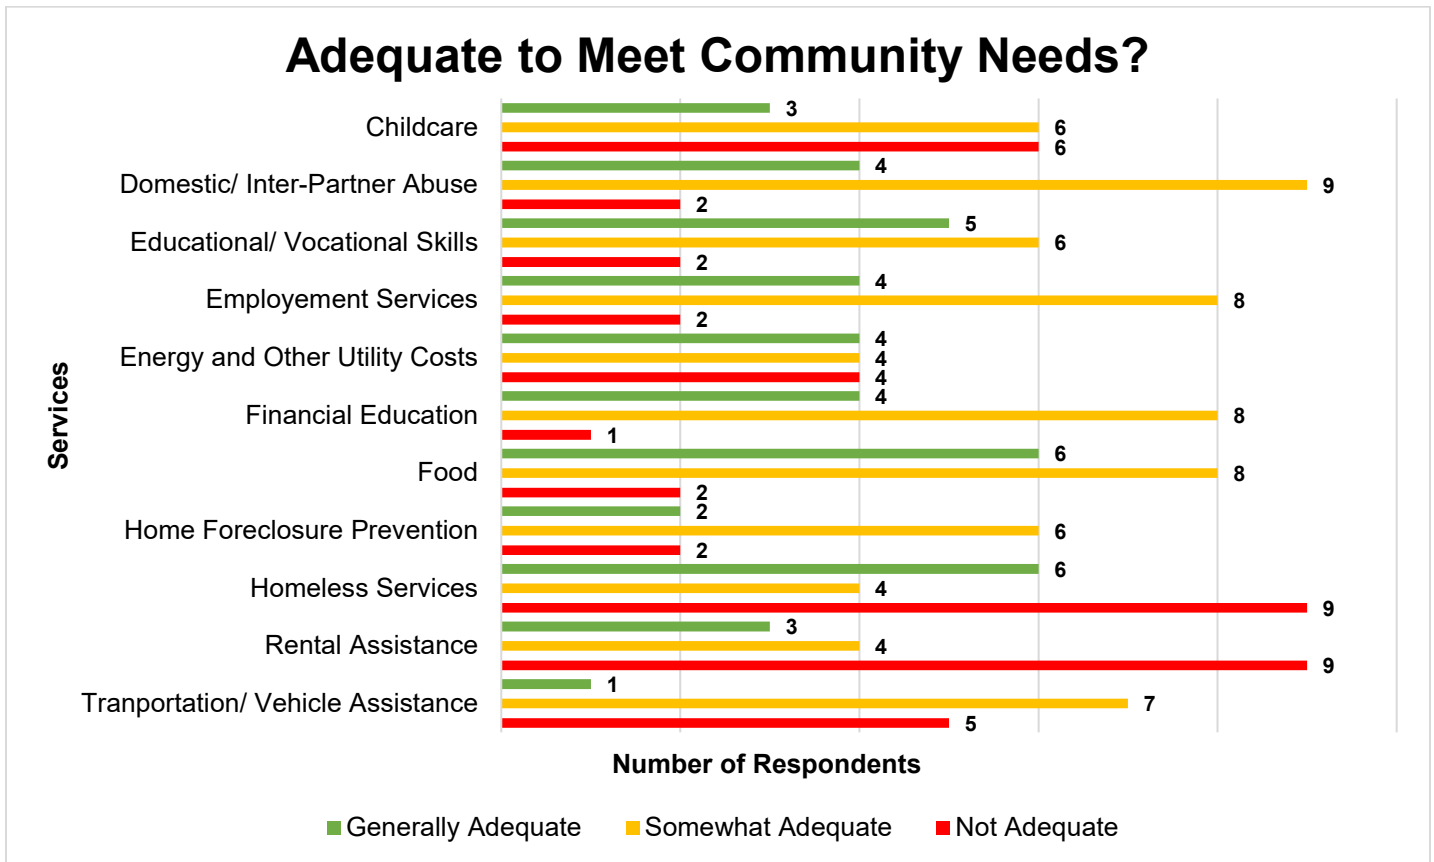 Adequate to Meet Community Needs?
Services
Childcare
3
6
6
Domestic/ Inter-Partner Abuse
4
9
2
Educational/ Vocational Skills
5
6
2
Employement Services
4
8
2
Energy and Other Utility Costs
4
4
4
Financial Education
4
8
1
Food
6
8
2
Home Foreclosure Prevention
2
6
2
Homeless Services
6
4
9
Rental Assistance
3
4
9
Tranportation/ Vehicle Assistance
1
7
5
Number of Respondents
Generally Adequate Somewhat Adequate Not Adequate